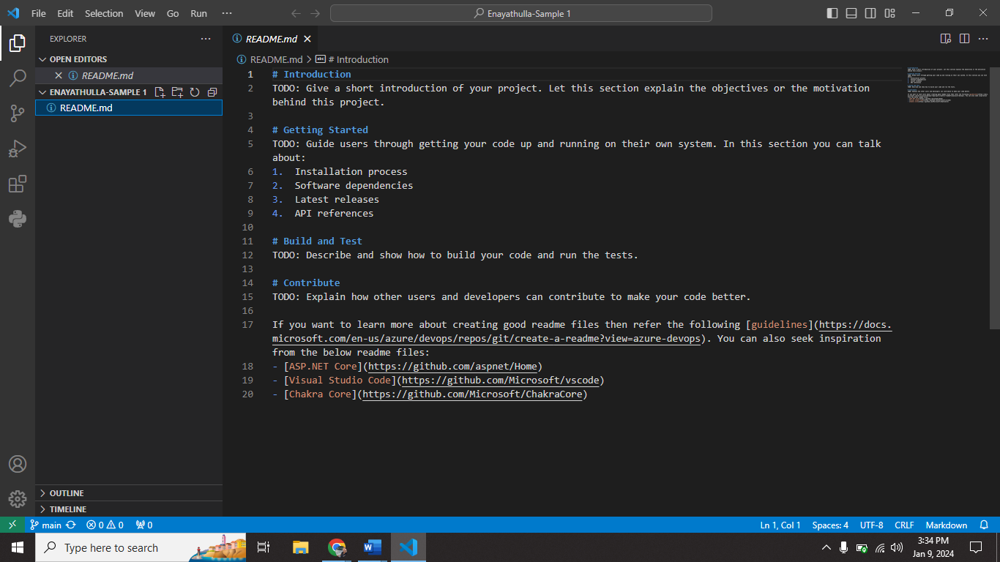 File Edit Selection View Go Run ···
Enayathulla-Sample 1
EXPLORER
OPEN EDITORS
README.md
ENAYATHULLA-SAMPLE 1
README.md
OUTLINE
TIMELINE
README.md
README.md > # Introduction
1 # Introduction
2 TODO: Give a short introduction of your project. Let this section explain the objectives or the motivation
behind this project.
3
4 # Getting Started
5 TODO: Guide users through getting your code up and running on their own system. In this section you can talk
about:
6 1. Installation process
7 2. Software dependencies
8 3. Latest releases
9 4. API references
10
11 # Build and Test
12 TODO: Describe and show how to build your code and run the tests.
13
14 # Contribute
15 TODO: Explain how other users and developers can contribute to make your code better.
16
17 If you want to learn more about creating good readme files then refer the following [guidelines](https://docs.
microsoft.com/en-us/azure/devops/repos/git/create-a-readme?view=azure-devops). You can also seek inspiration
from the below readme files:
18 - [ASP.NET Core](https://github.com/aspnet/Home)
19 - [Visual Studio Code](https://github.com/Microsoft/vscode)
20 - [Chakra Core](https://github.com/Microsoft/ChakraCore)
main 0 0 0 Ln 1, Col 1 Spaces: 4 UTF-8 CRLF Markdown
Type here to search
3:34 PM
Jan 9, 2024